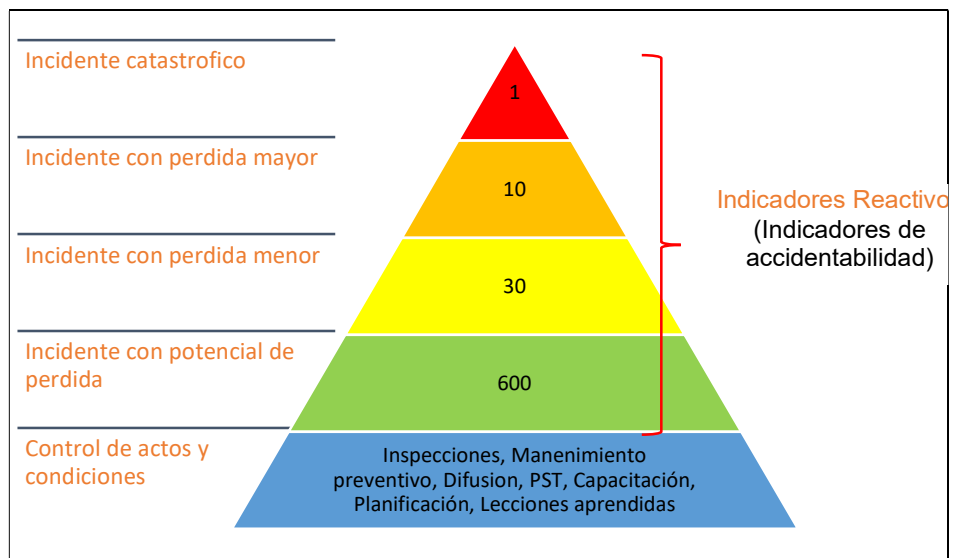 Incidente catastrofico
1
Incidente con perdida mayor
10
Incidente con perdida menor
30
Incidente con potencial de
perdida
600
Control de actos y
condiciones
Inspecciones, Manenimiento
preventivo, Difusion, PST, Capacitación,
Planificación, Lecciones aprendidas
Indicadores Reactivo
(Indicadores de
accidentabilidad)